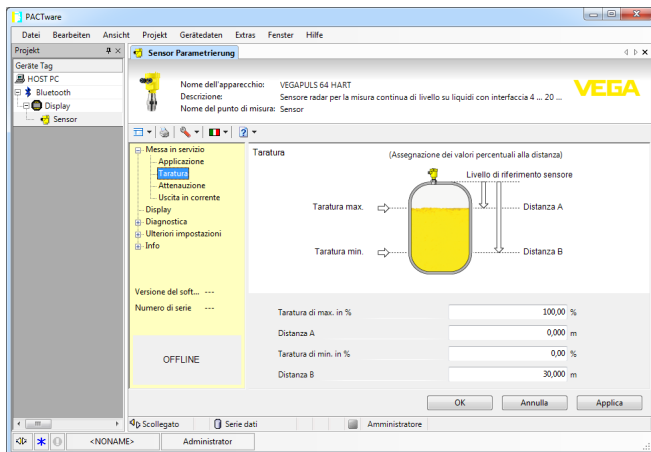 PACTware
Datei Bearbeiten Ansicht Projekt Gerätedaten Extras Fenster Hilfe
Projekt
Sensor Parametrierung
Geräte Tag
HOST PC
Bluetooth
Display
Sensor
Nome dell'apparecchio: VEGAPULS 64 HART
Descrizione: Sensore radar per la misura continua di livello su liquidi con interfaccia 4 ... 20 ...
Nome del punto di misura: Sensor
VEGA
Messa in servizio
Applicazione
Taratura
Attenuazione
Uscita in corrente
Display
Diagnostica
Ulteriori impostazioni
Info
Versione del soft... ---
Numero di serie ---
OFFLINE
Taratura
(Assegnazione dei valori percentuali alla distanza)
Livello di riferimento sensore
Taratura max. Distanza A
Taratura min. Distanza B
Taratura di max. in % 100,00 %
Distanza A 0,000 m
Taratura di min. in % 0,00 %
Distanza B 30,000 m
OK Annulla Applica
Scollegato Serie dati Amministratore
<NONAME> Administrator